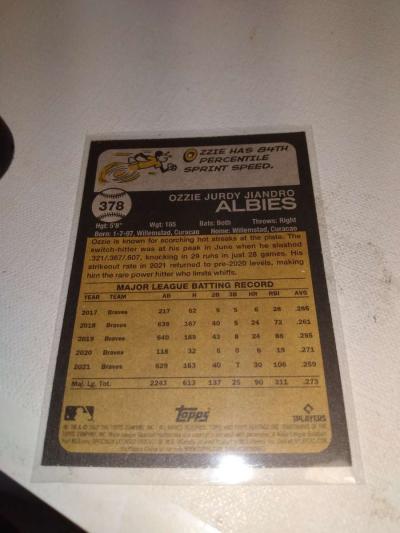 OZZIE HAS 84TH
PERCENTILE
SPRINT SPEED.
378
OZZIE JURDY JIANDRO
ALBIES
Hgt: 5'8" Wgt: 165 Bats: Both Throws: Right
Born: 1-7-97, Willemstad, Curacao Home: Willemstad, Curacao
Ozzie is known for scorching hot streaks at the plate. The
switch-hitter was at his peak in June when he slashed
.321/.367/.607, knocking in 29 runs in just 28 games. His
strikeout rate in 2021 returned to pre-2020 levels, making
him the rare power hitter who limits whiffs.
MAJOR LEAGUE BATTING RECORD
YEAR TEAM AB H 2B 3B HR RBI AVG
2017 Braves 217 62 9 5 6 28 .286
2018 Braves 639 167 40 5 24 72 .261
2019 Braves 640 189 43 8 24 86 .295
2020 Braves 118 32 5 0 6 19 .271
2021 Braves 629 163 40 7 30 106 .259
Maj. Lg. Tot. 2243 613 137 25 90 311 .273
topps
PLAYERS